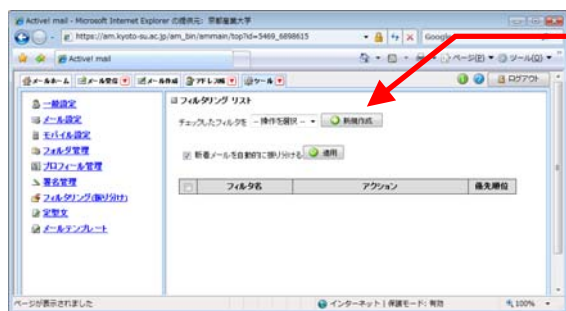 Active! mail - Microsoft Internet Explorer の提供元: 京都産業大学
https://mail.cc.kyoto-su.ac.jp/am_bin/ammain/top?id=5469_6898615
Google
Active! mail
ページ(P) ツール(O)
メールホーム メール受信 メール作成 アドレス帳 ツール ログアウト
一般設定
メール設定
モバイル設定
フォルダ管理
プロフィール管理
署名管理
フィルタリング(振り分け)
定型文
メールテンプレート
フィルタリング リスト
チェックしたフィルタを - 操作を選択 - 新規作成
新着メールを自動的に振り分ける 適用
フィルタ名 アクション 優先順位
ページが表示されました
インターネット | 保護モード: 有効
100%